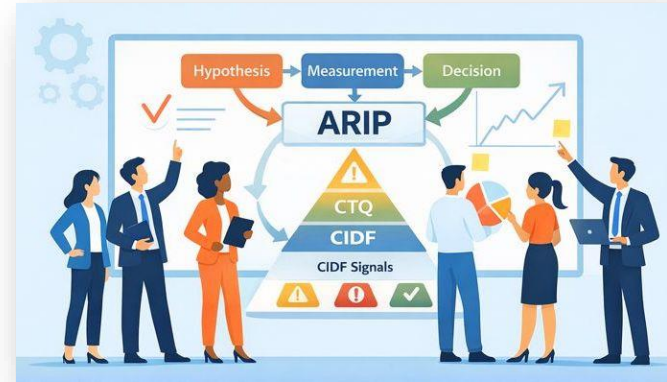 Hypothesis Measurement Decision
ARIP
CTQ
CIDF
CIDF Signals